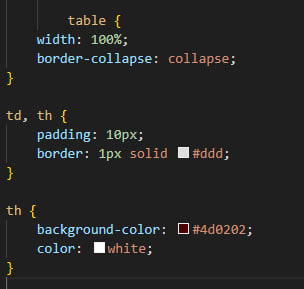 table {
width: 100%;
border-collapse: collapse;
}
td, th {
padding: 10px;
border: 1px solid #ddd;
}
th {
background-color: #4d0202;
color: white;
}